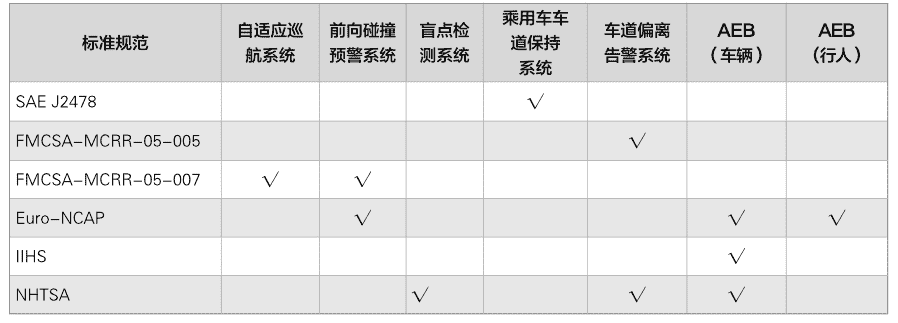 标准规范 自适应巡航系统 前向碰撞预警系统 盲点检测系统 乘用车车道保持系统 车道偏离告警系统 AEB（车辆） AEB（行人）
SAE J2478 √
FMCSA-MCRR-05-005 √
FMCSA-MCRR-05-007 √ √
Euro-NCAP √ √ √
IIHS √
NHTSA √ √ √